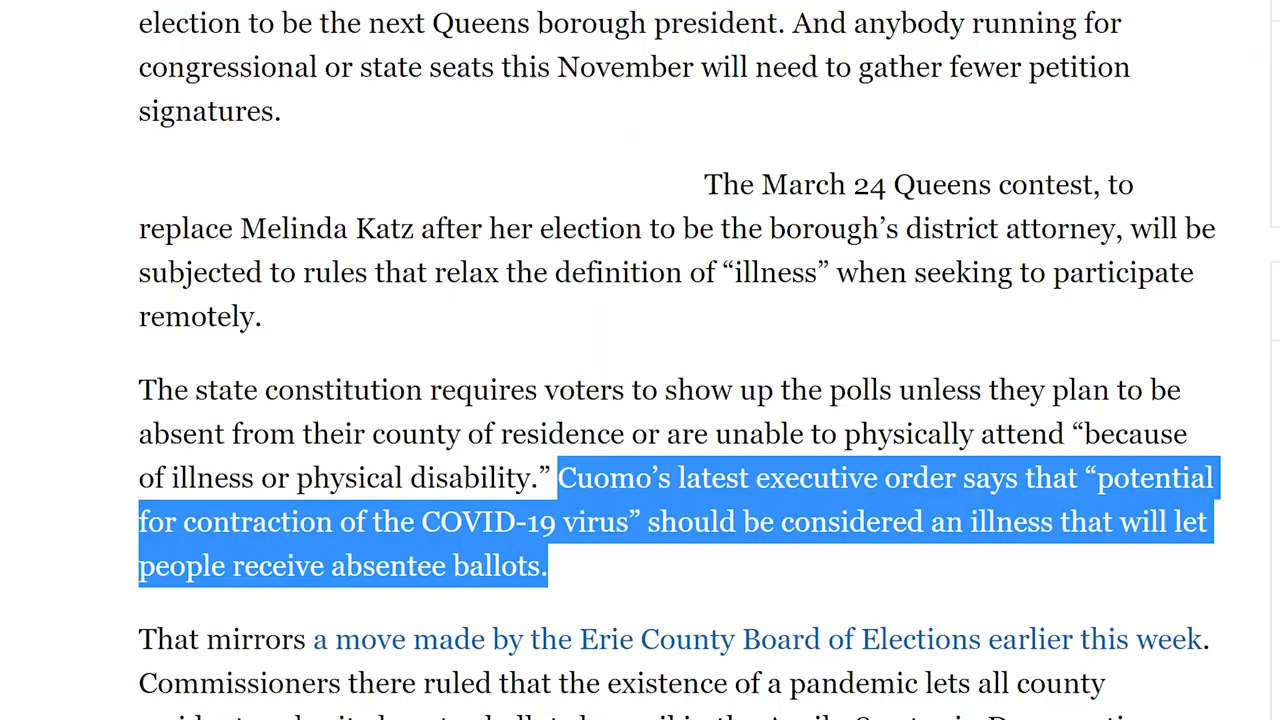 election to be the next Queens borough president. And anybody running for
congressional or state seats this November will need to gather fewer petition
signatures.
The March 24 Queens contest, to
replace Melinda Katz after her election to be the borough’s district attorney, will be
subjected to rules that relax the definition of “illness” when seeking to participate
remotely.
The state constitution requires voters to show up the polls unless they plan to be
absent from their county of residence or are unable to physically attend “because
of illness or physical disability.” Cuomo’s latest executive order says that “potential
for contraction of the COVID-19 virus” should be considered an illness that will let
people receive absentee ballots.
That mirrors a move made by the Erie County Board of Elections earlier this week.
Commissioners there ruled that the existence of a pandemic lets all county